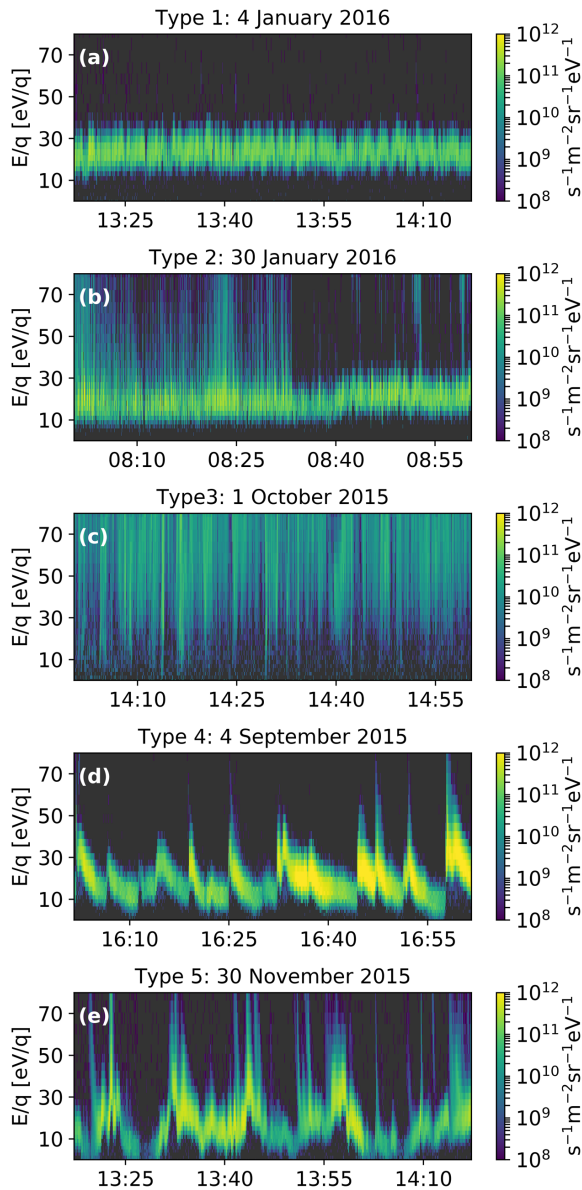 Type 1: 4 January 2016
(a)
E/q [eV/q]
70
50
30
10
13:25 13:40 13:55 14:10
10¹²
10¹¹
10¹⁰
10⁹
10⁸
s⁻¹m⁻²sr⁻¹eV⁻¹
Type 2: 30 January 2016
(b)
E/q [eV/q]
70
50
30
10
08:10 08:25 08:40 08:55
10¹²
10¹¹
10¹⁰
10⁹
10⁸
s⁻¹m⁻²sr⁻¹eV⁻¹
Type3: 1 October 2015
(c)
E/q [eV/q]
70
50
30
10
14:10 14:25 14:40 14:55
10¹²
10¹¹
10¹⁰
10⁹
10⁸
s⁻¹m⁻²sr⁻¹eV⁻¹
Type 4: 4 September 2015
(d)
E/q [eV/q]
70
50
30
10
16:10 16:25 16:40 16:55
10¹²
10¹¹
10¹⁰
10⁹
10⁸
s⁻¹m⁻²sr⁻¹eV⁻¹
Type 5: 30 November 2015
(e)
E/q [eV/q]
70
50
30
10
13:25 13:40 13:55 14:10
10¹²
10¹¹
10¹⁰
10⁹
10⁸
s⁻¹m⁻²sr⁻¹eV⁻¹